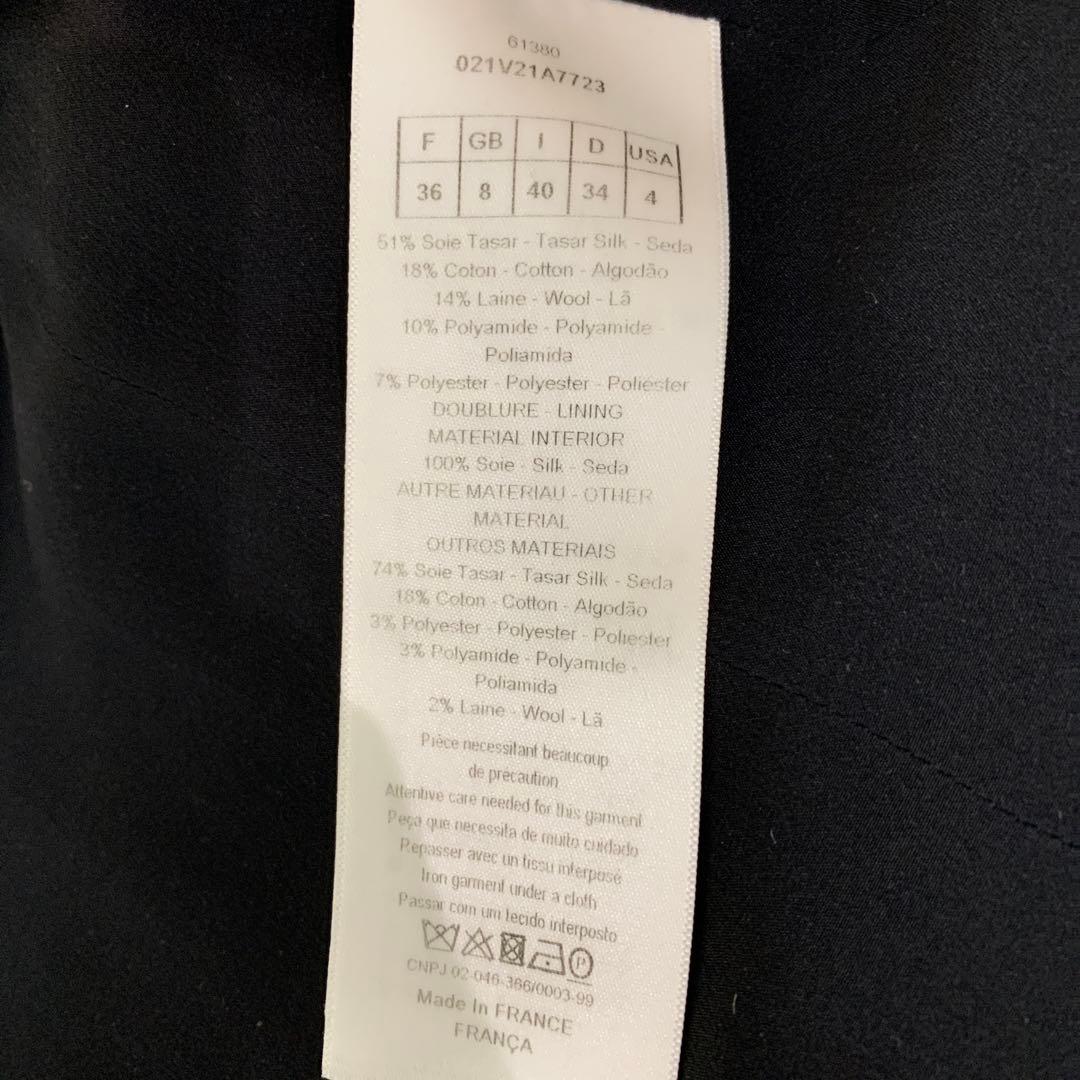 61380
021V21A7723
F GB I D USA
36 8 40 34 4
51% Soie Tasar - Tasar Silk - Seda
18% Coton - Cotton - Algodão
14% Laine - Wool - Lã
10% Polyamide - Polyamide -
Poliamida
7% Polyester - Polyester - Poliéster
DOUBLURE - LINING
MATERIAL INTERIOR
100% Soie - Silk - Seda
AUTRE MATERIAU - OTHER
MATERIAL
OUTROS MATERIAIS
74% Soie Tasar - Tasar Silk - Seda
18% Coton - Cotton - Algodão
3% Polyester - Polyester - Poliester
3% Polyamide - Polyamide -
Poliamida
2% Laine - Wool - Lã
Pièce necessitant beaucoup
de precaution
Attentive care needed for this garment
Peça que necessita de muito cuidado
Repasser avec un tissu interposé
Iron garment under a cloth
Passar com um tecido interposto
P
CNPJ 02-046-366/0003-99
Made In FRANCE
FRANÇA